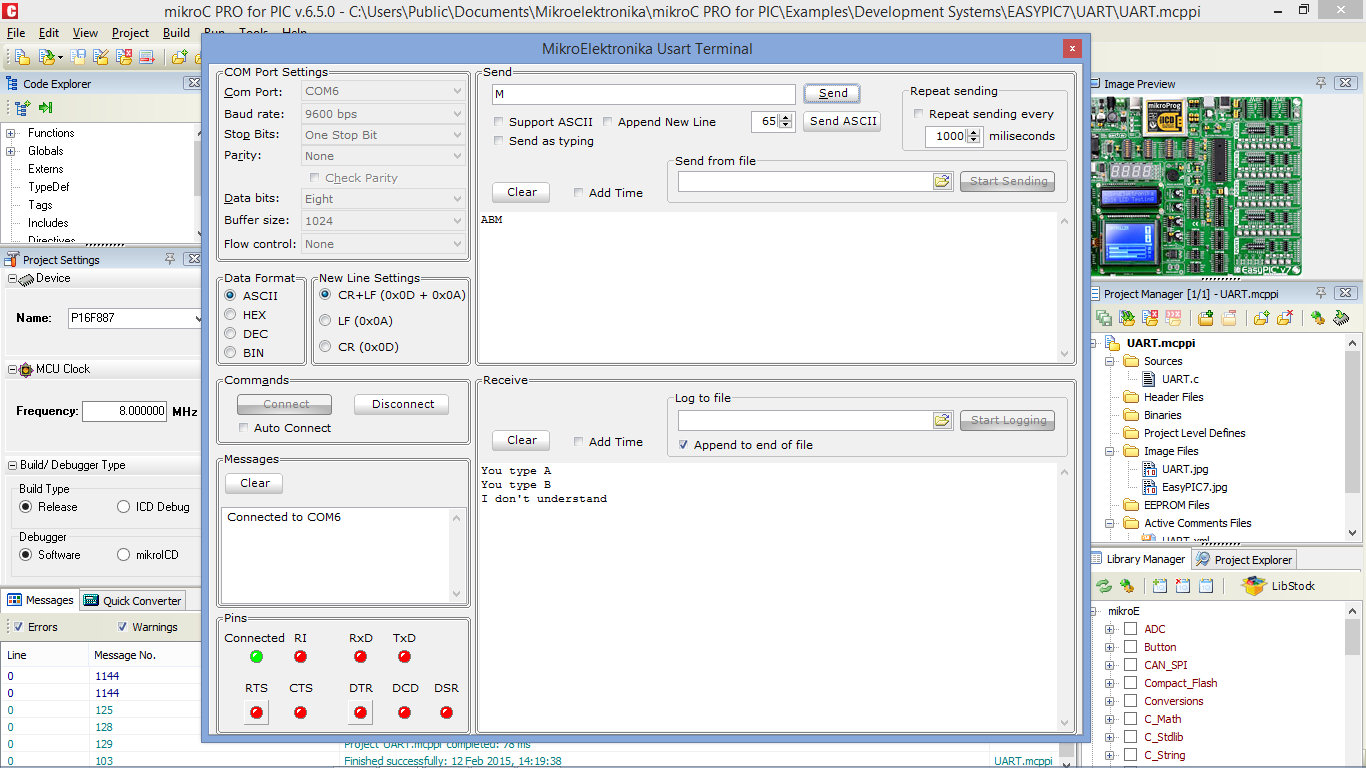 mikroC PRO for PIC v.6.5.0 - C:\Users\Public\Documents\Mikroelektronika\mikroC PRO for PIC\Examples\Development Systems\EASYPIC7\UART\UART.mcppi
File Edit View Project Build Run Tools Help
Code Explorer
Functions
Globals
Externs
TypeDef
Tags
Includes
Directives
Project Settings
Device
Name: P16F887
MCU Clock
Frequency: 8.000000 MHz
Build/ Debugger Type
Build Type
Release ICD Debug
Debugger
Software mikroICD
Messages Quick Converter
Errors Warnings
Line Message No.
0 1144
0 1144
0 125
0 128
0 129 Project 'UART.mcppi' completed: 78 ms
0 103 Finished successfully: 12 Feb 2015, 14:19:38 UART.mcppi
MikroElektronika Usart Terminal
COM Port Settings
Com Port: COM6
Baud rate: 9600 bps
Stop Bits: One Stop Bit
Parity: None
Check Parity
Data bits: Eight
Buffer size: 1024
Flow control: None
Data Format
ASCII
HEX
DEC
BIN
New Line Settings
CR+LF (0x0D + 0x0A)
LF (0x0A)
CR (0x0D)
Commands
Connect Disconnect
Auto Connect
Messages
Clear
Connected to COM6
Pins
Connected RI RxD TxD
RTS CTS DTR DCD DSR
Send
M Send
Support ASCII Append New Line 65 Send ASCII
Send as typing
Repeat sending
Repeat sending every
1000 miliseconds
Send from file
Start Sending
Clear Add Time
ABM
Receive
Log to file
Start Logging
Clear Add Time
Append to end of file
You type A
You type B
I don't understand
Image Preview
mikroProg
EasyPIC v7
Project Manager [1/1] - UART.mcppi
UART.mcppi
Sources
UART.c
Header Files
Binaries
Project Level Defines
Image Files
UART.jpg
EasyPIC7.jpg
EEPROM Files
Active Comments Files
UART.xml
Library Manager Project Explorer
LibStock
mikroE
ADC
Button
CAN_SPI
Compact_Flash
Conversions
C_Math
C_Stdlib
C_String